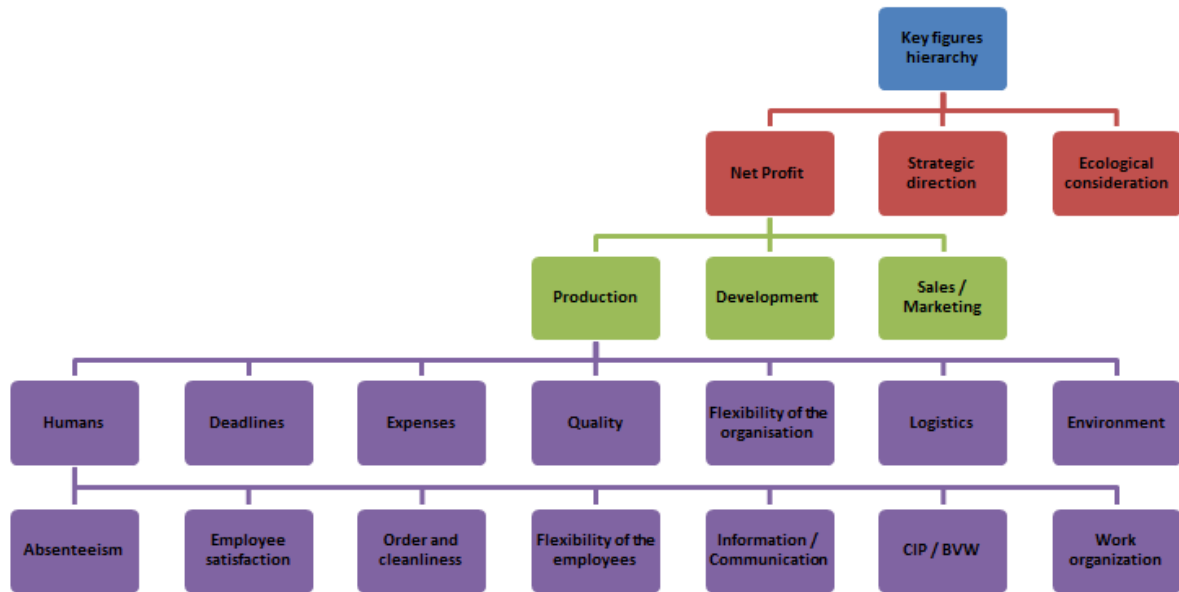 Key figures
hierarchy
Net Profit
Strategic
direction
Ecological
consideration
Production
Development
Sales /
Marketing
Humans
Deadlines
Expenses
Quality
Flexibility of the
organisation
Logistics
Environment
Absenteeism
Employee
satisfaction
Order and
cleanliness
Flexibility of the
employees
Information /
Communication
CIP / BVW
Work
organization